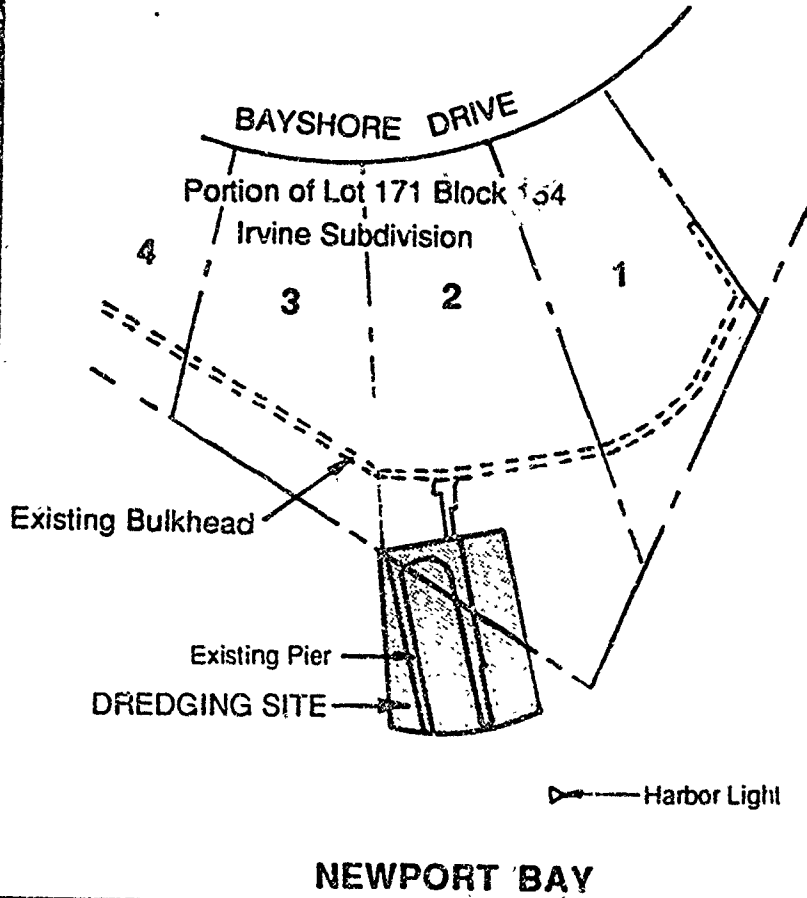 BAYSHORE DRIVE
Portion of Lot 171 Block
Irvine Subdivision
4
3
2
1
Existing Bulkhead
Existing Pier
DREDGING SITE
Harbor Light
NEWPORT BAY